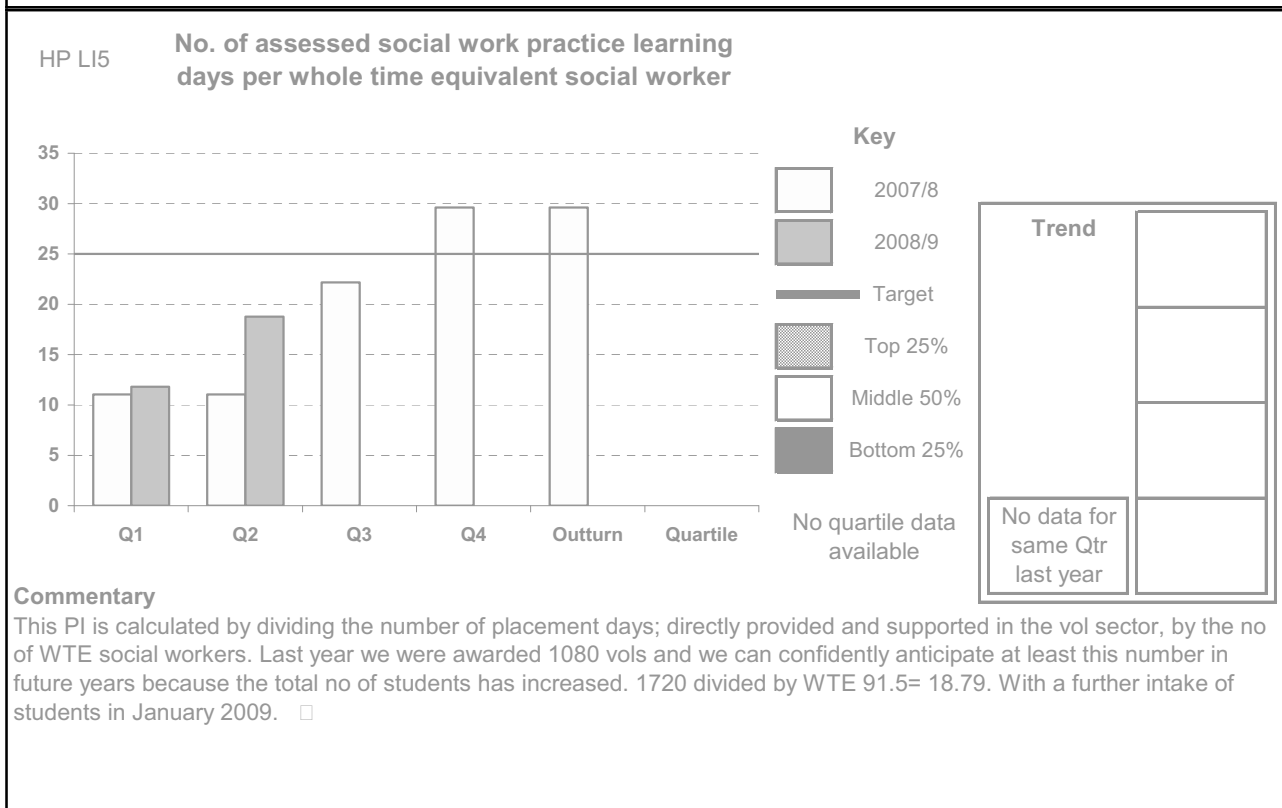 HP LI5
No. of assessed social work practice learning
days per whole time equivalent social worker
35
30
25
20
15
10
5
0
Q1
Q2
Q3
Q4
Outturn
Quartile
Key
2007/8
2008/9
Target
Top 25%
Middle 50%
Bottom 25%
No quartile data
available
Trend
No data for
same Qtr
last year
Commentary
This PI is calculated by dividing the number of placement days; directly provided and supported in the vol sector, by the no
of WTE social workers. Last year we were awarded 1080 vols and we can confidently anticipate at least this number in
future years because the total no of students has increased. 1720 divided by WTE 91.5= 18.79. With a further intake of
students in January 2009. □